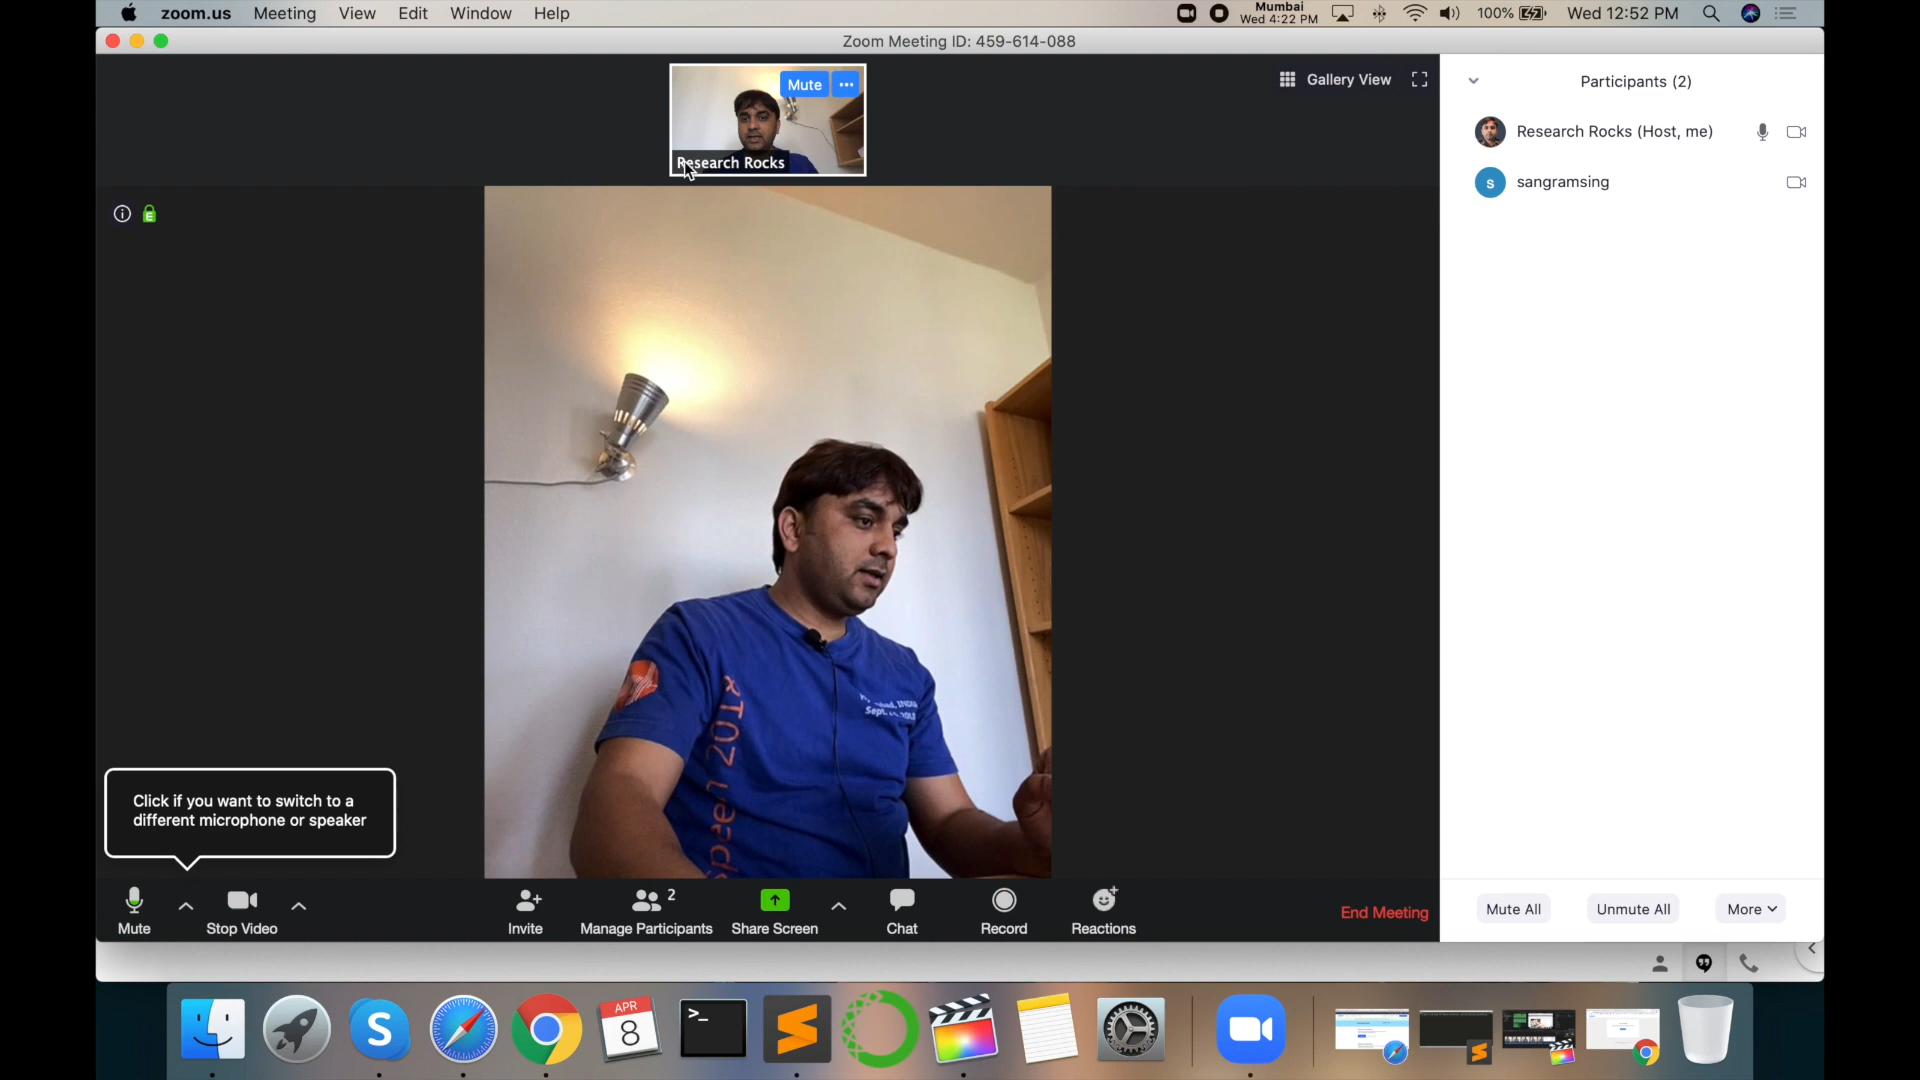 zoom.us Meeting View Edit Window Help
Mumbai
Wed 4:22 PM
100%
Wed 12:52 PM
Zoom Meeting ID: 459-614-088
Mute
Research Rocks
Gallery View
Participants (2)
Research Rocks (Host, me)
s sangramsing
E
xT02 Laeeq
Click if you want to switch to a
different microphone or speaker
Mute
Stop Video
Invite
Manage Participants
2
Share Screen
Chat
Record
Reactions
End Meeting
Mute All
Unmute All
More
S
APR
8
>_